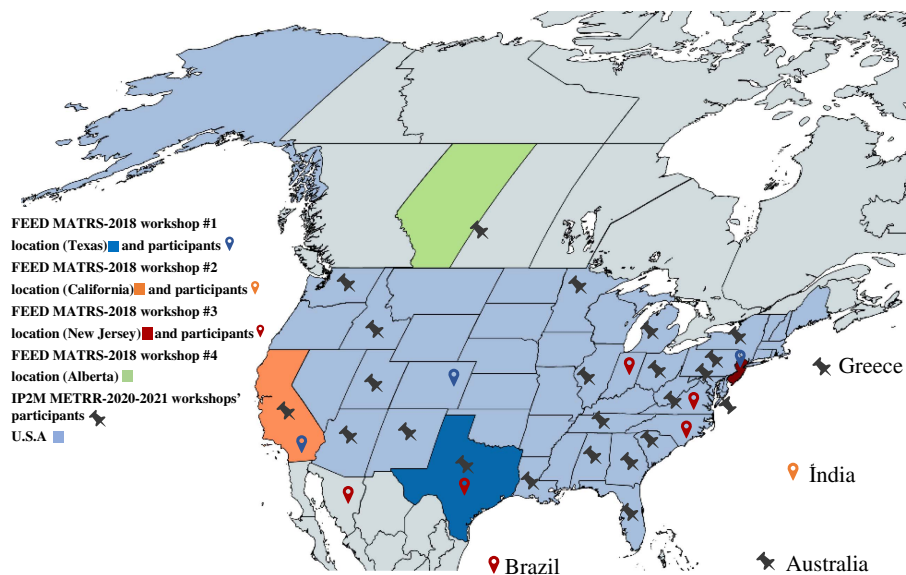 FEED MATRS-2018 workshop #1
location (Texas) and participants
FEED MATRS-2018 workshop #2
location (California) and participants
FEED MATRS-2018 workshop #3
location (New Jersey) and participants
FEED MATRS-2018 workshop #4
location (Alberta)
IP2M METRR-2020-2021 workshops'
participants
U.S.A
Greece
Índia
Brazil
Australia